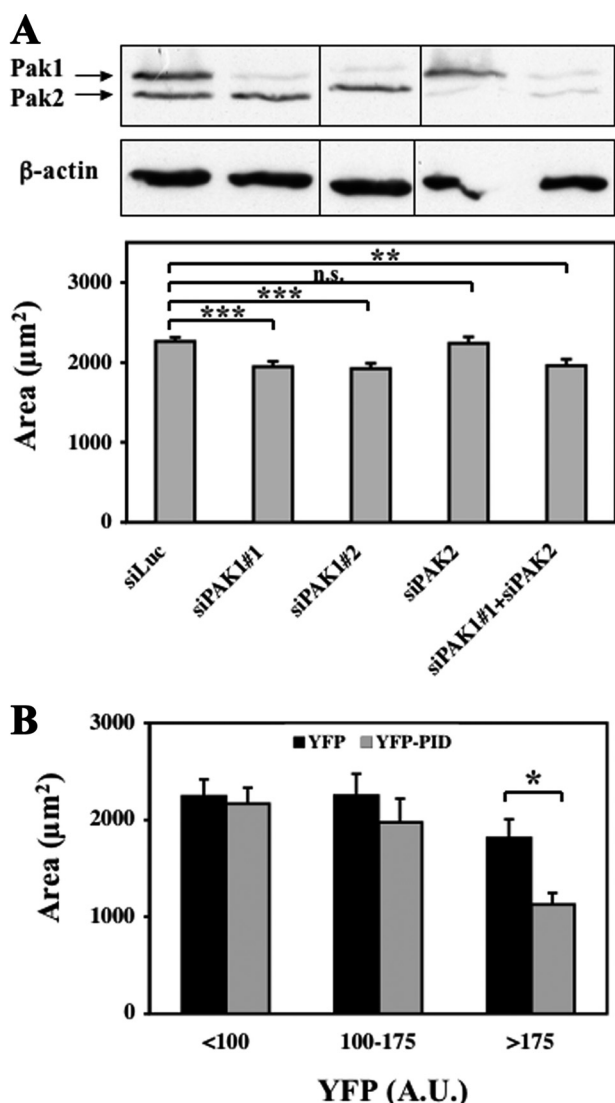 A
Pak1
Pak2
β-actin
**
n.s.
***
***
3000
2000
1000
0
Area (µm²)
siLuc
siPAK1#1
siPAK1#2
siPAK2
siPAK1#1+siPAK2
B
YFP YFP-PID
*
3000
2000
1000
0
Area (µm²)
<100 100-175 >175
YFP (A.U.)